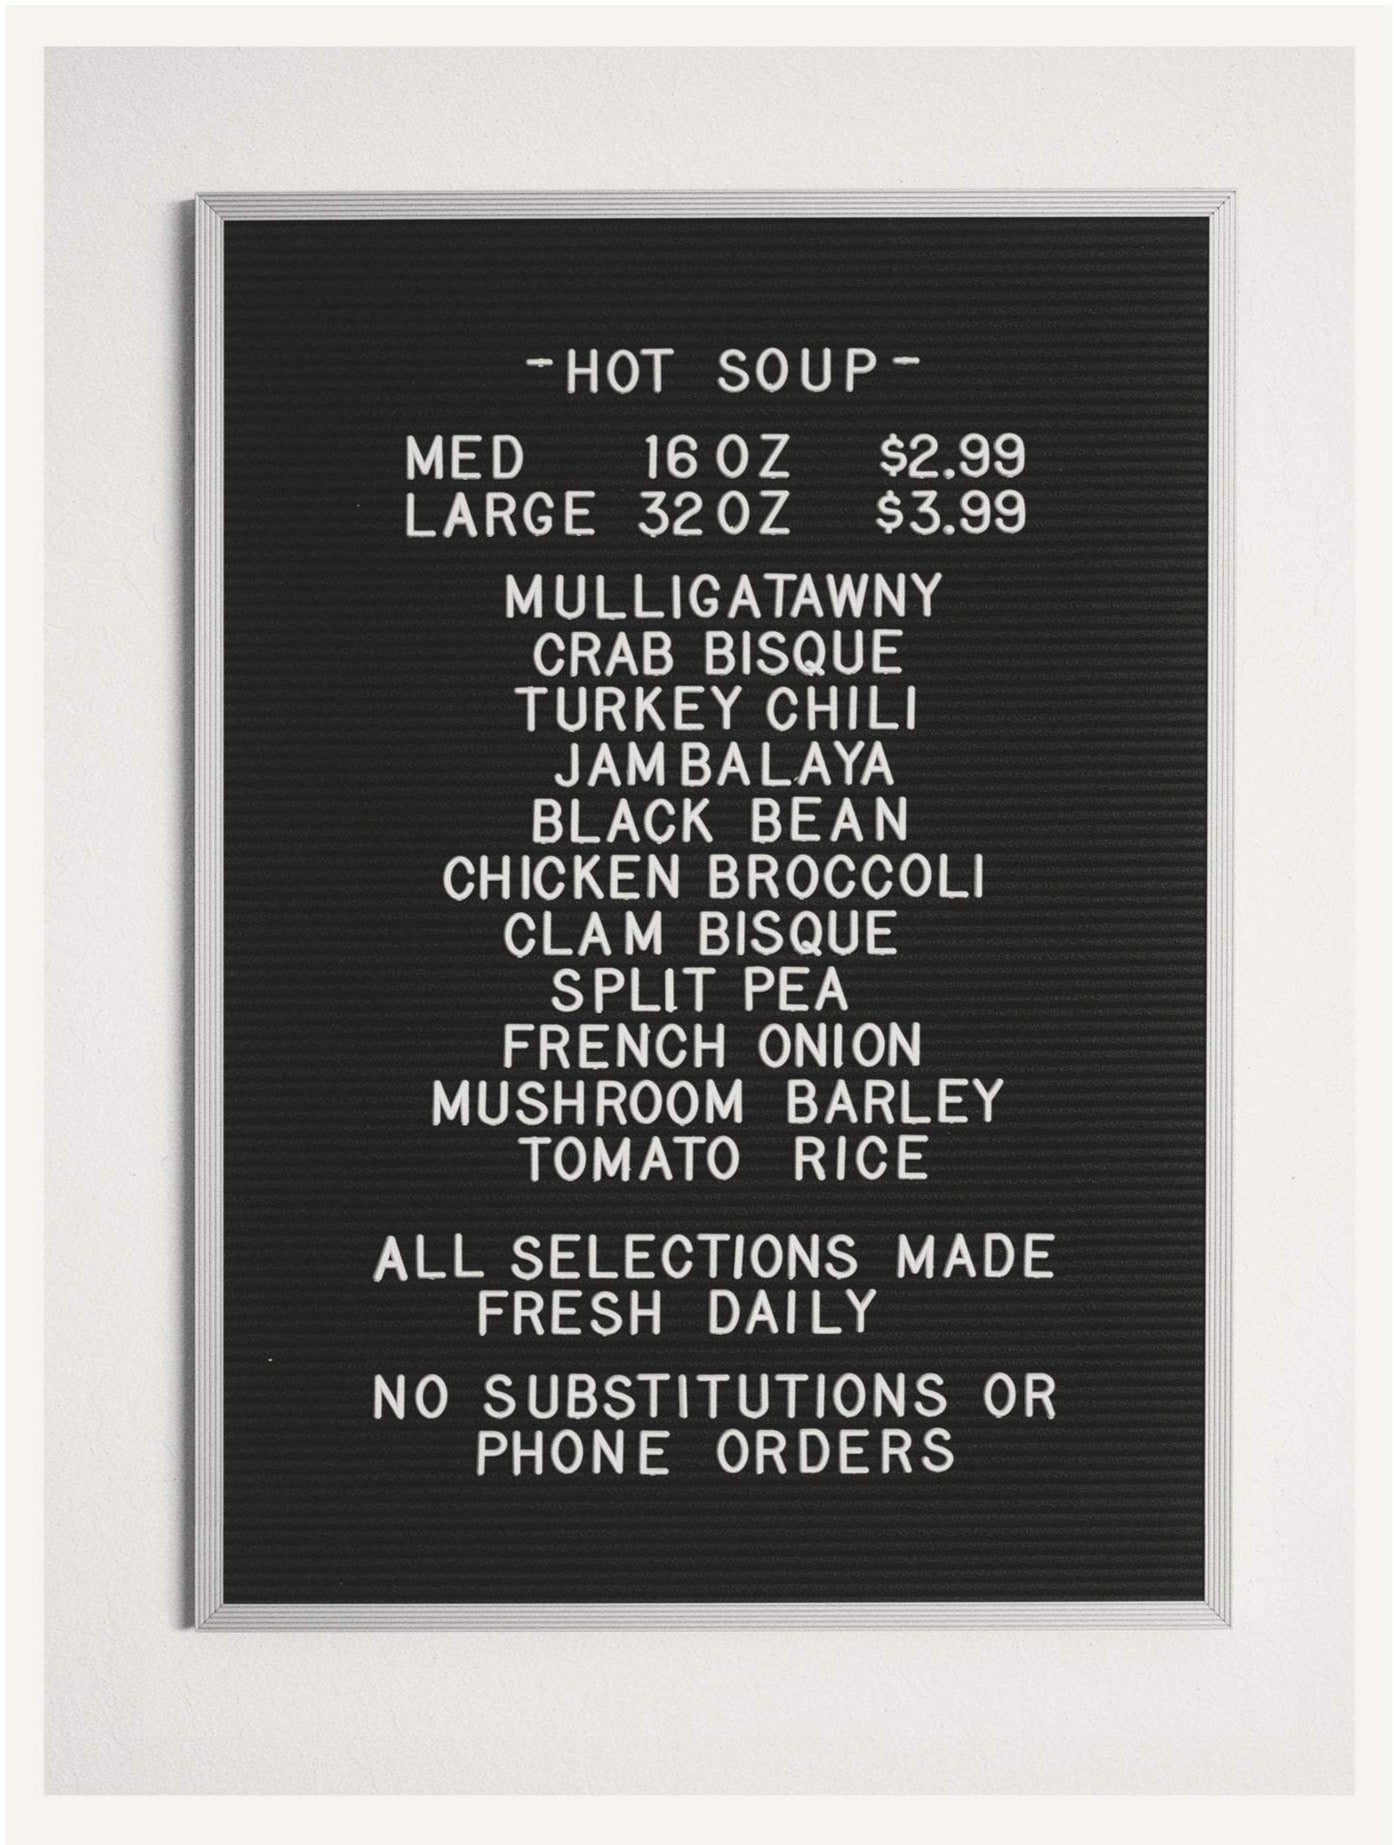 -HOT SOUP-
MED 16 OZ $2.99
LARGE 32 OZ $3.99
MULLIGATAWNY
CRAB BISQUE
TURKEY CHILI
JAMBALAYA
BLACK BEAN
CHICKEN BROCCOLI
CLAM BISQUE
SPLIT PEA
FRENCH ONION
MUSHROOM BARLEY
TOMATO RICE
ALL SELECTIONS MADE
FRESH DAILY
NO SUBSTITUTIONS OR
PHONE ORDERS